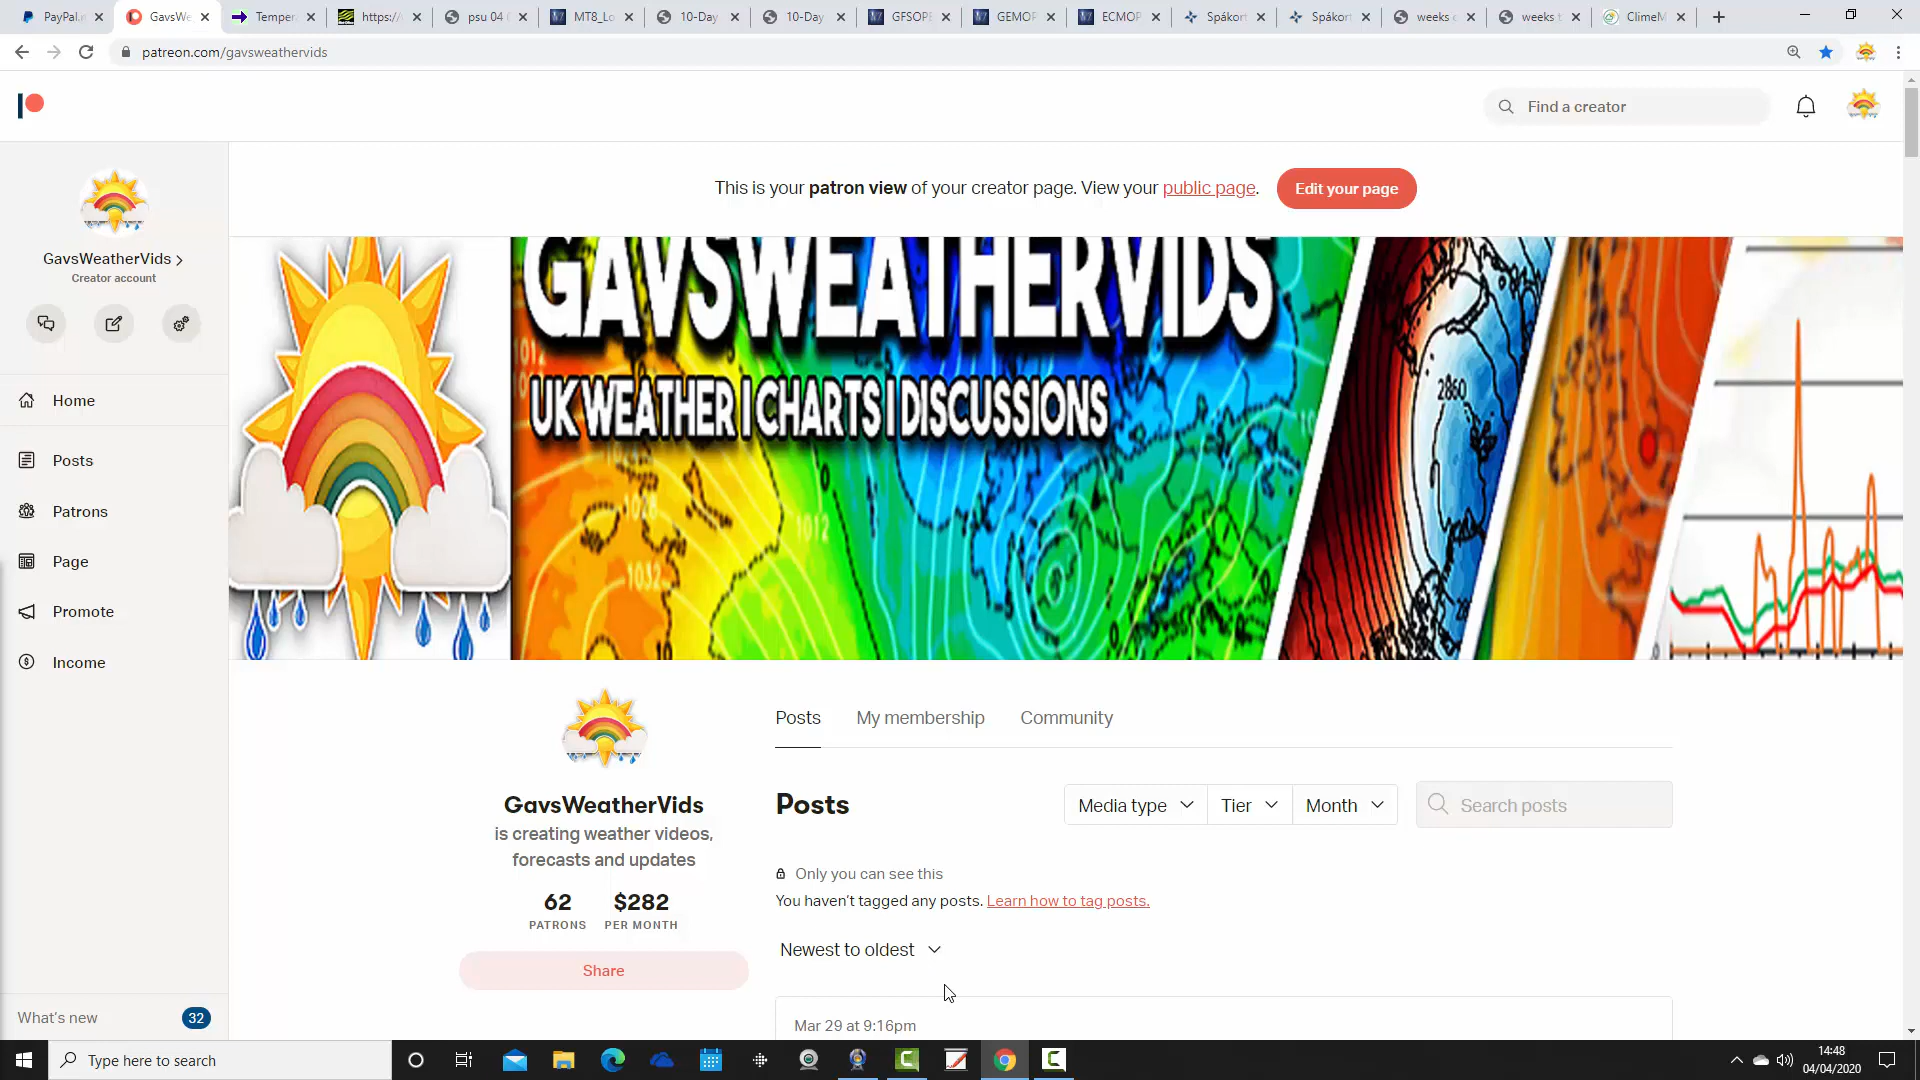 PayPal.
GavsWe
Temper
https://
psu 04
MT8_Lo
10-Day
10-Day
GFSOP
GEMOP
ECMOP
Spákort
Spákort
weeks
weeks
ClimeM
patreon.com/gavsweathervids
Find a creator
This is your patron view of your creator page. View your public page.
Edit your page
GavsWeatherVids
Creator account
Home
Posts
Patrons
Page
Promote
Income
What's new 32
GAVSWEATHERVIDS
UK WEATHER | CHARTS | DISCUSSIONS
1012
1028
1012
1032
2860
GavsWeatherVids
is creating weather videos,
forecasts and updates
62 $282
PATRONS PER MONTH
Share
Posts My membership Community
Posts
Media type Tier Month
Search posts
Only you can see this
You haven't tagged any posts. Learn how to tag posts.
Newest to oldest
Mar 29 at 9:16pm
Type here to search
14:48
04/04/2020